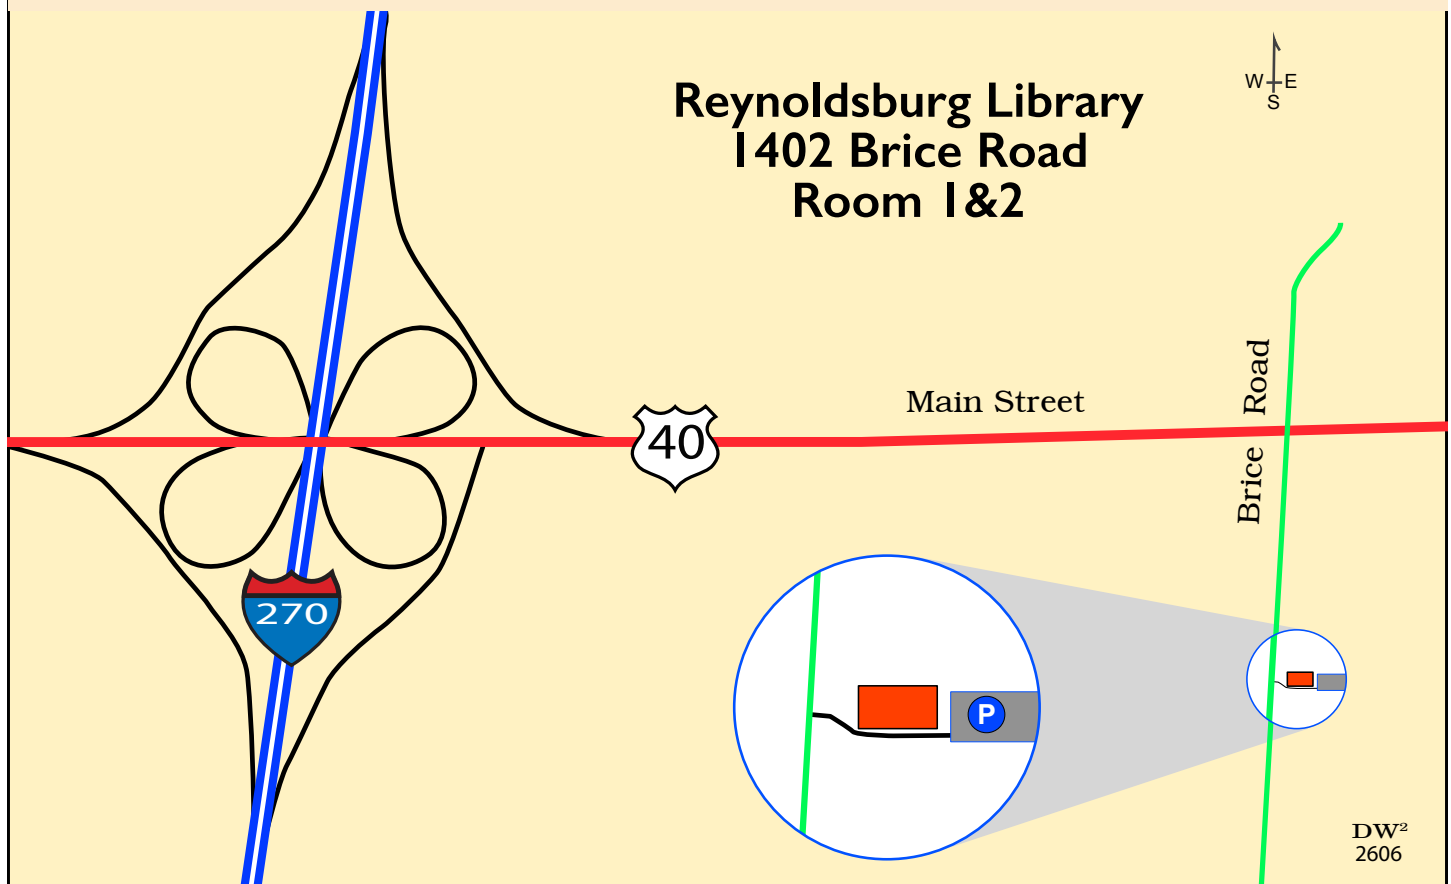 Reynoldsburg Library
1402 Brice Road
Room 1&2
W E
S
Main Street
Brice Road
40
270
P
DW²
2606